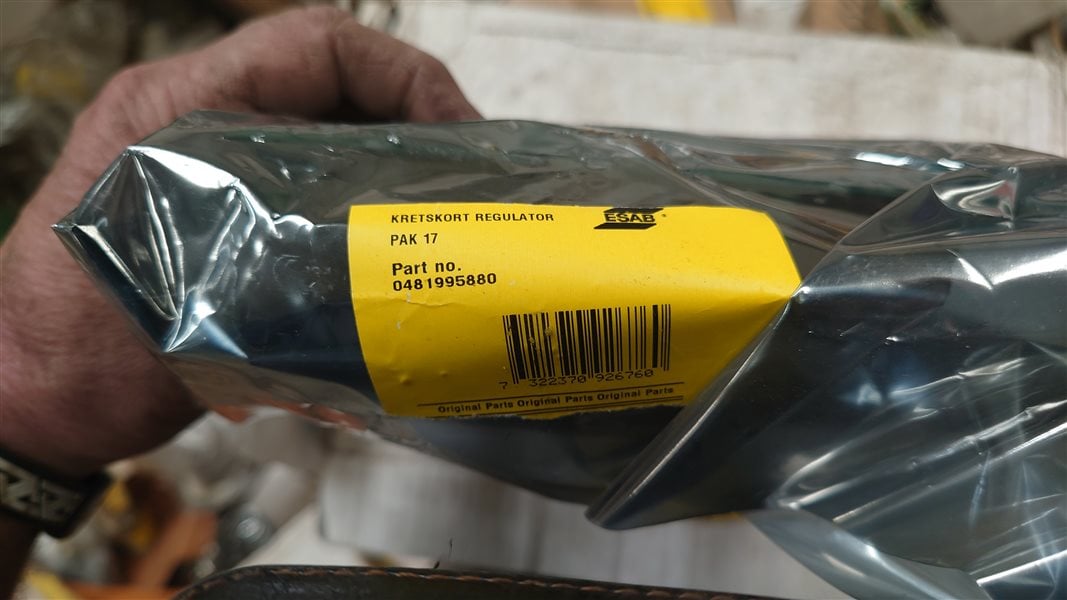 KRETSKORT REGULATOR
ESAB
PAK 17
Part no.
0481995880
7 322370 926760
Original Parts Original Parts Original Parts